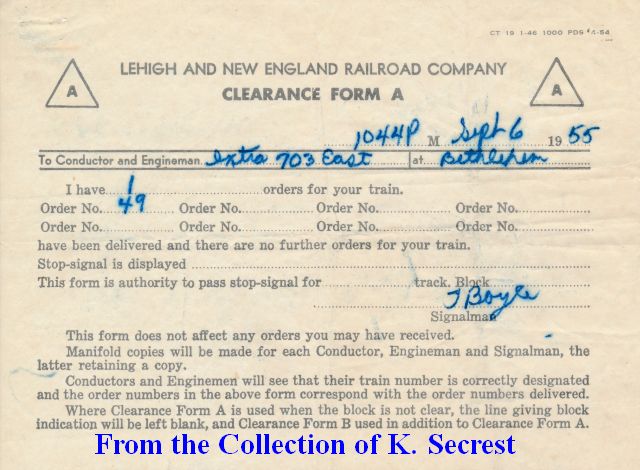 CT 19 1-46 1000 PDS 4-54
LEHIGH AND NEW ENGLAND RAILROAD COMPANY
A CLEARANCE FORM A A
1044P M Sept 6 1955
To Conductor and Engineman Extra 703 East at Bethlehem
I have 1 orders for your train.
Order No. 49 Order No. Order No. Order No.
Order No. Order No. Order No. Order No.
have been delivered and there are no further orders for your train.
Stop-signal is displayed
This form is authority to pass stop-signal for track. Block
J Boyle
Signalman
This form does not affect any orders you may have received.
Manifold copies will be made for each Conductor, Engineman and Signalman, the
latter retaining a copy.
Conductors and Enginemen will see that their train number is correctly designated
and the order numbers in the above form correspond with the order numbers delivered.
Where Clearance Form A is used when the block is not clear, the line giving block
indication will be left blank, and Clearance Form B used in addition to Clearance Form A.
From the Collection of K. Secrest